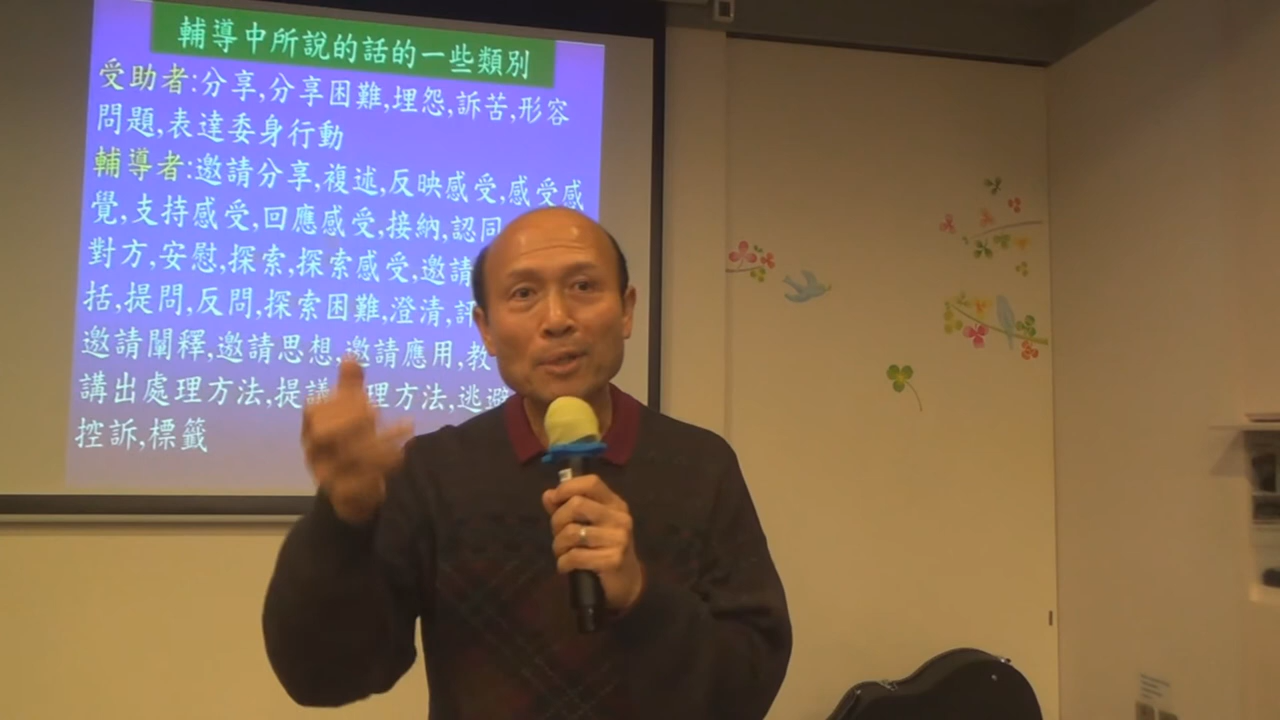 輔導中所說的話的一些類別
受助者:分享,分享困難,埋怨,訴苦,形容
問題,表達委身行動
輔導者:邀請分享,複述,反映感受,感受感
覺,支持感受,回應感受,接納,認同
對方,安慰,探索,探索感受,邀請
括,提問,反問,探索困難,澄清,評
邀請闡釋,邀請思想,邀請應用,教
講出處理方法,提議 理方法,逃避
控訴,標籤